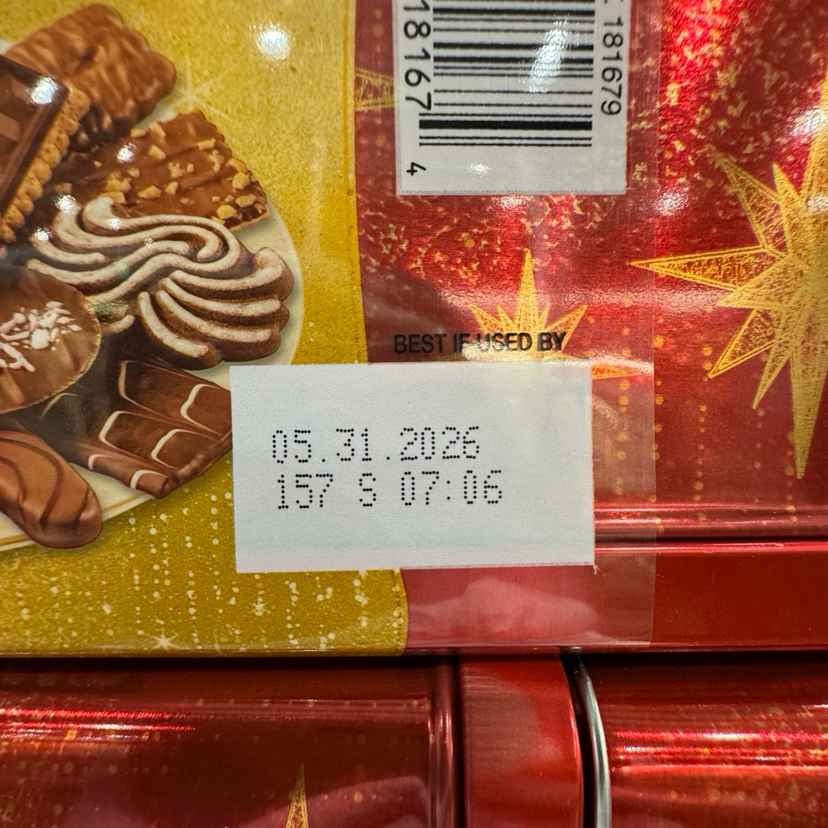 18167 4
181679
BEST IF USED BY
05.31.2026
157 S 07:06